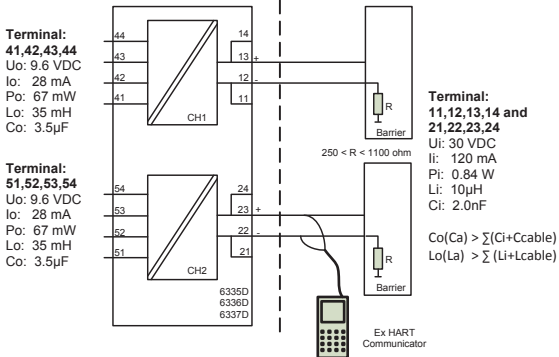 Terminal:
41,42,43,44
Uo: 9.6 VDC
Io: 28 mA
Po: 67 mW
Lo: 35 mH
Co: 3.5µF
44
43
42
41
CH1
14
13 +
12 -
11
R
Barrier
250 < R < 1100 ohm
Terminal:
51,52,53,54
Uo: 9.6 VDC
Io: 28 mA
Po: 67 mW
Lo: 35 mH
Co: 3.5µF
54
53
52
51
CH2
24
23 +
22 -
21
6335D
6336D
6337D
R
Barrier
Ex HART
Communicator
Terminal:
11,12,13,14 and
21,22,23,24
Ui: 30 VDC
Ii: 120 mA
Pi: 0.84 W
Li: 10µH
Ci: 2.0nF
Co(Ca) > ∑(Ci+Ccable)
Lo(La) > ∑ (Li+Lcable)